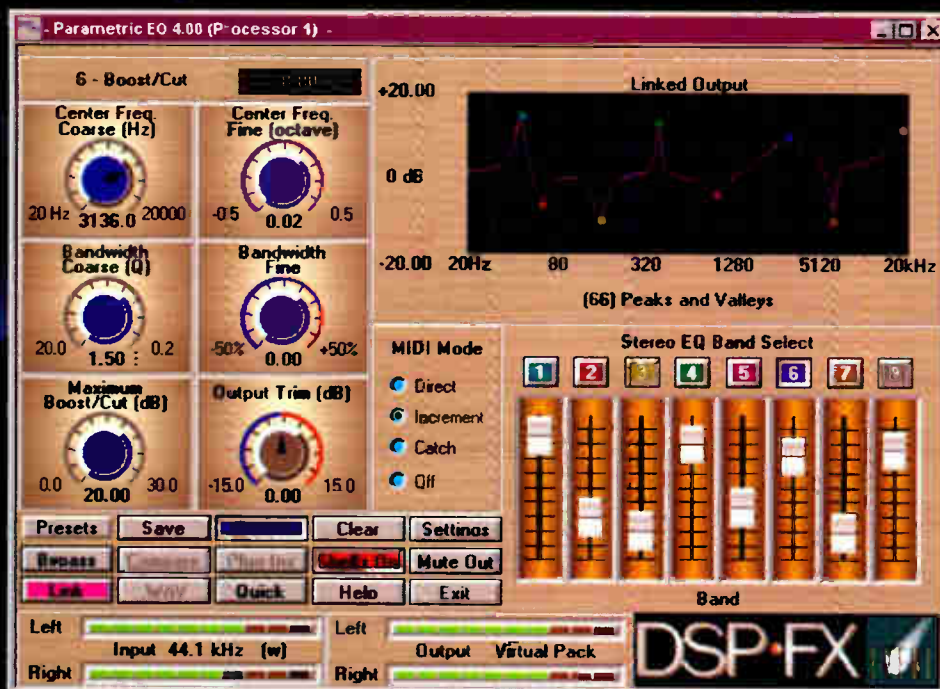 - Parametric EQ 4.00 (Processor 1) -
6 - Boost/Cut
Center Freq.
Coarse (Hz)
20 Hz 3136.0 20000
Center Freq.
Fine (octave)
-0.5 0.02 0.5
Bandwidth
Coarse (Q)
20.0 1.50 : 0.2
Bandwidth
Fine
-50% 0.00 +50%
Maximum
Boost/Cut (dB)
0.0 20.00 30.0
Output Trim (dB)
-15.0 0.00 15.0
+20.00
Linked Output
0 dB
-20.00 20Hz 80 320 1280 5120 20kHz
(66) Peaks and Valleys
MIDI Mode
Direct
Increment
Catch
Off
Stereo EQ Band Select
1 2 3 4 5 6 7
Band
Presets Save Clear Settings
Bypass Mute Out
Link Quick Help Exit
Left
Input 44.1 kHz (w)
Right
Left
Output Virtual Pack
Right
DSP•FX